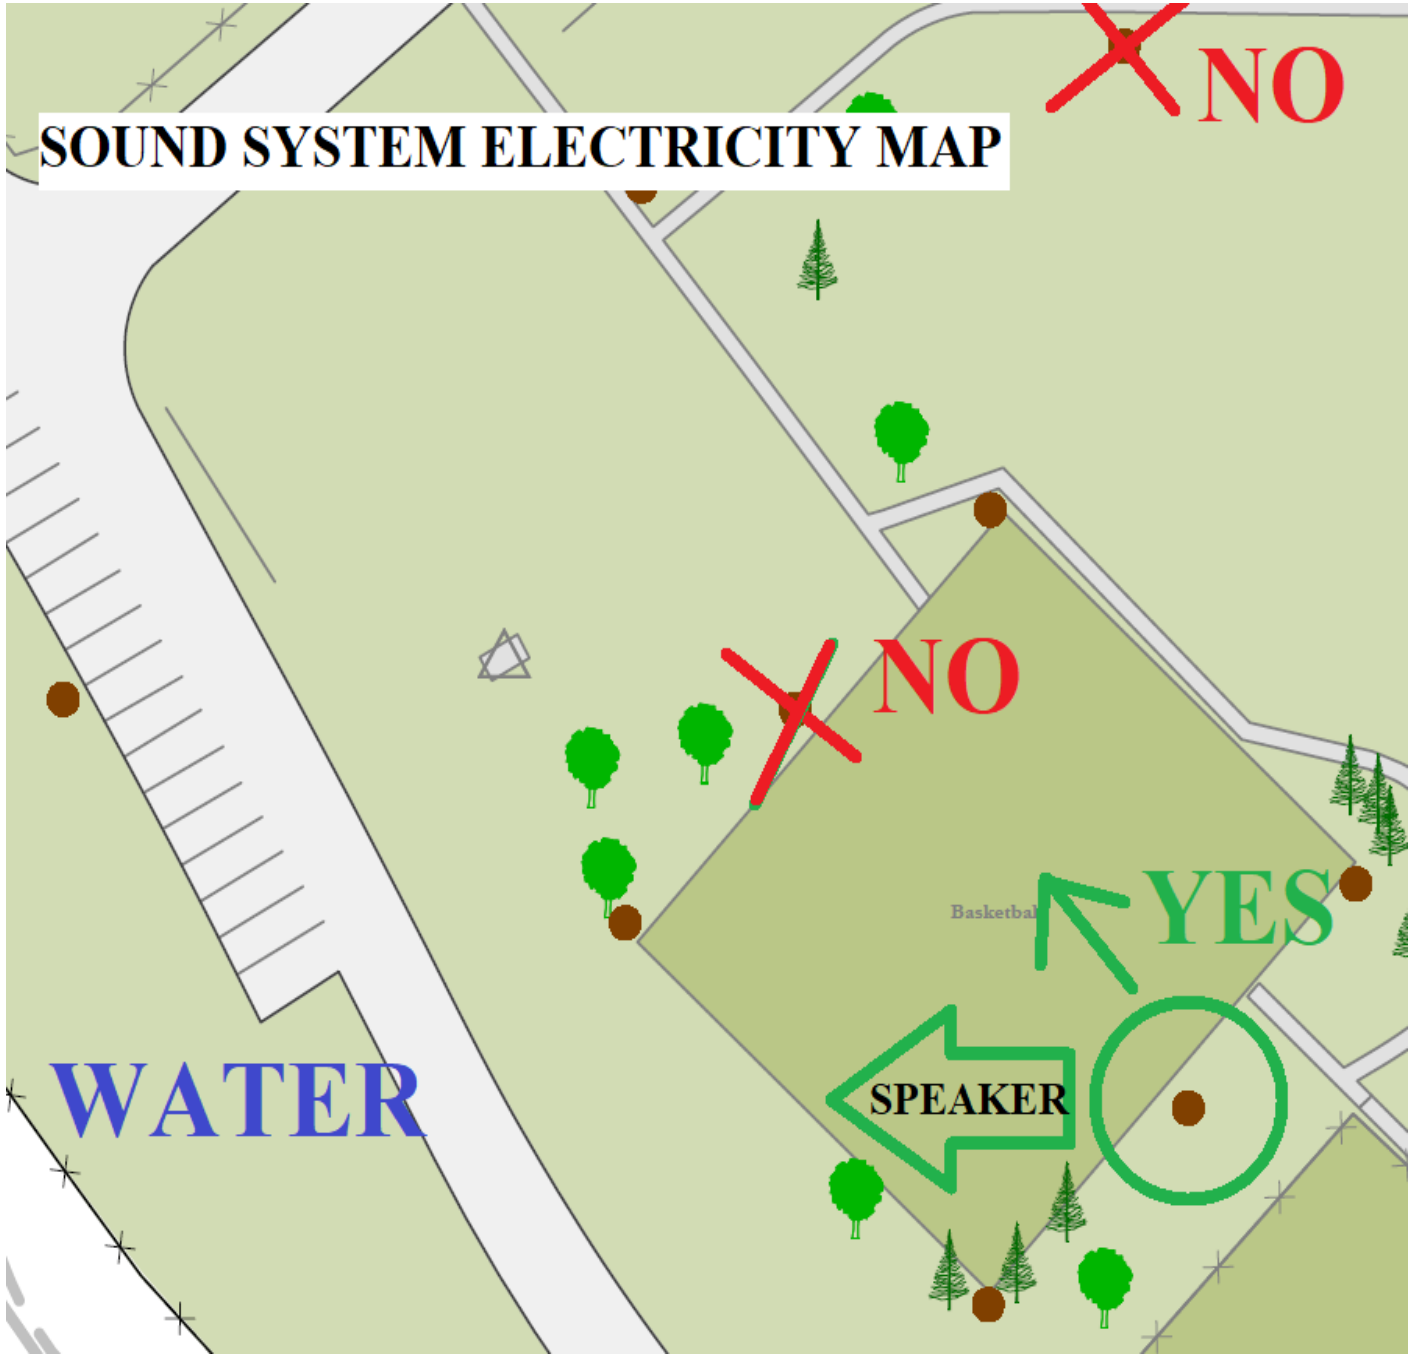 NO
SOUND SYSTEM ELECTRICITY MAP
NO
YES
SPEAKER
WATER